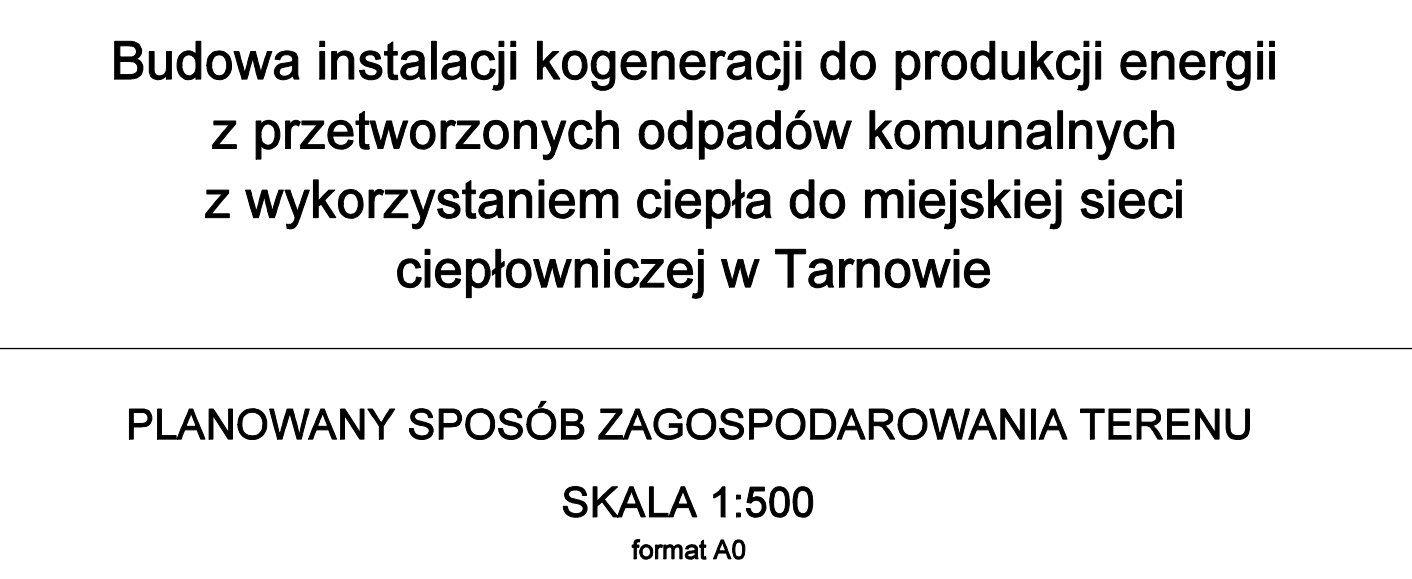 Budowa instalacji kogeneracji do produkcji energii
z przetworzonych odpadów komunalnych
z wykorzystaniem ciepła do miejskiej sieci
ciepłowniczej w Tarnowie
PLANOWANY SPOSÓB ZAGOSPODAROWANIA TERENU
SKALA 1:500
format A0